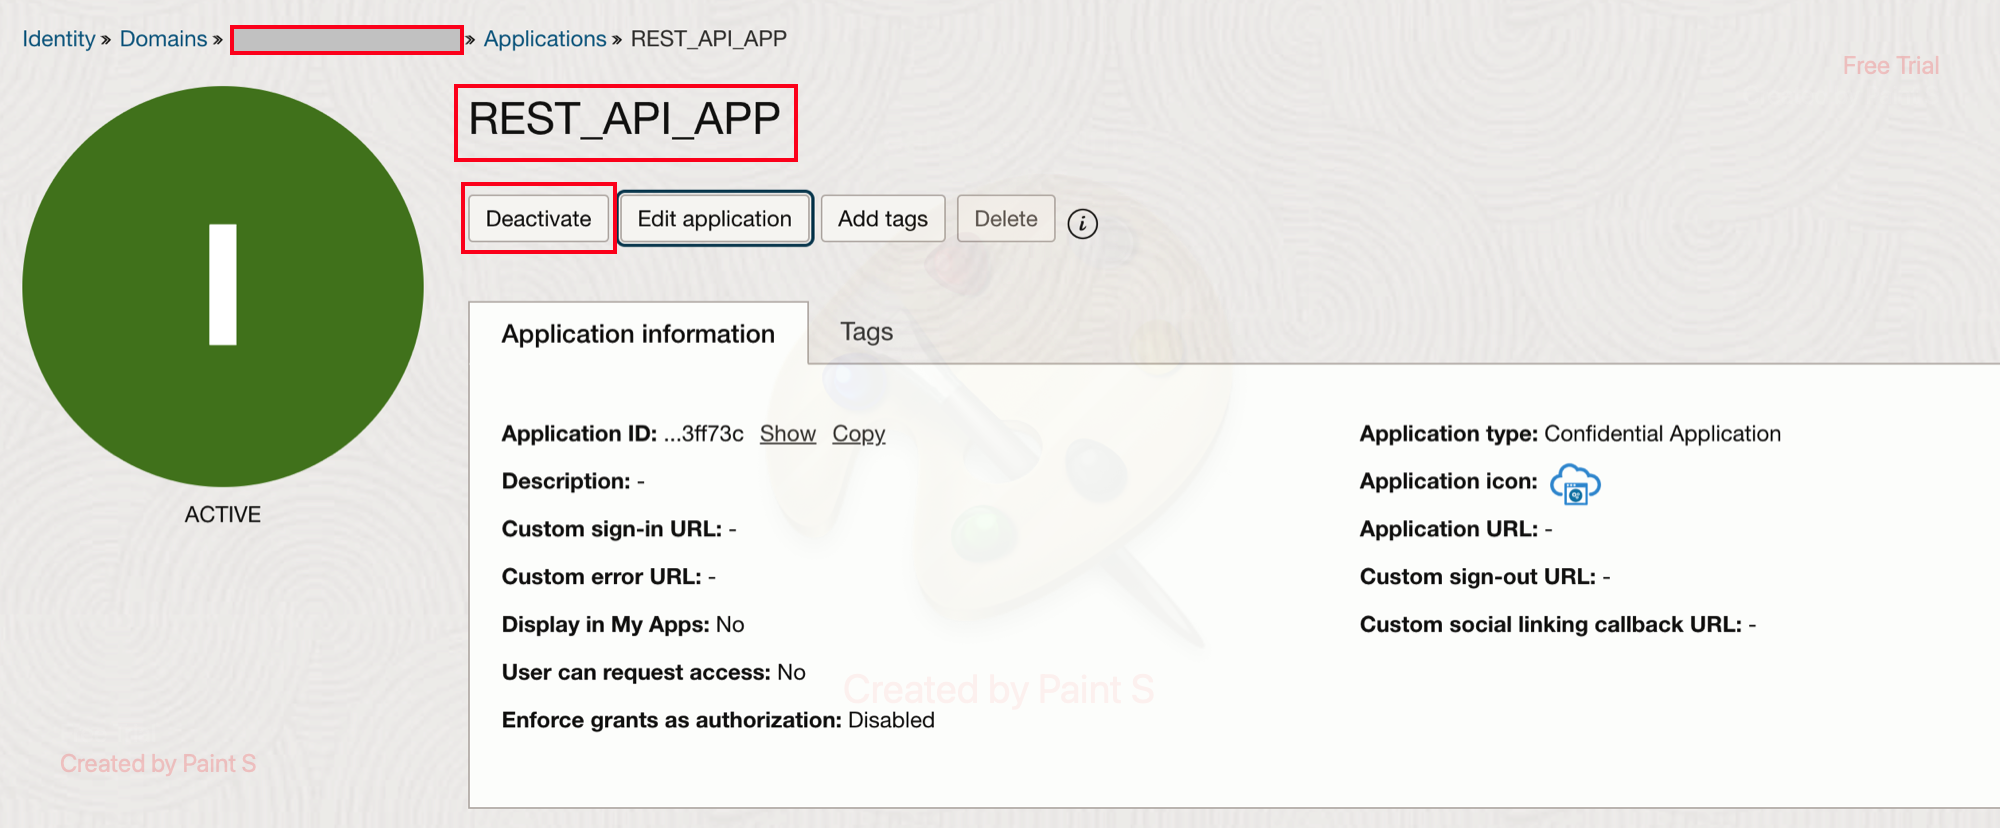 Identity » Domains » » Applications » REST_API_APP
Free Trial
REST_API_APP
Deactivate Edit application Add tags Delete i
I
ACTIVE
Application information Tags
Application ID: ...3ff73c Show Copy
Application type: Confidential Application
Description: -
Application icon:
Custom sign-in URL: -
Application URL: -
Custom error URL: -
Custom sign-out URL: -
Display in My Apps: No
Custom social linking callback URL: -
User can request access: No
Created by Paint S
Enforce grants as authorization: Disabled
Created by Paint S